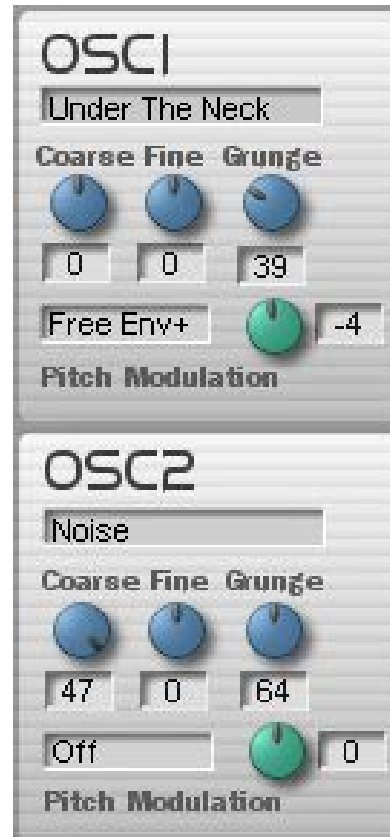 OSC1
Under The Neck
Coarse Fine Grunge
0 0 39
Free Env+ -4
Pitch Modulation
OSC2
Noise
Coarse Fine Grunge
47 0 64
Off 0
Pitch Modulation